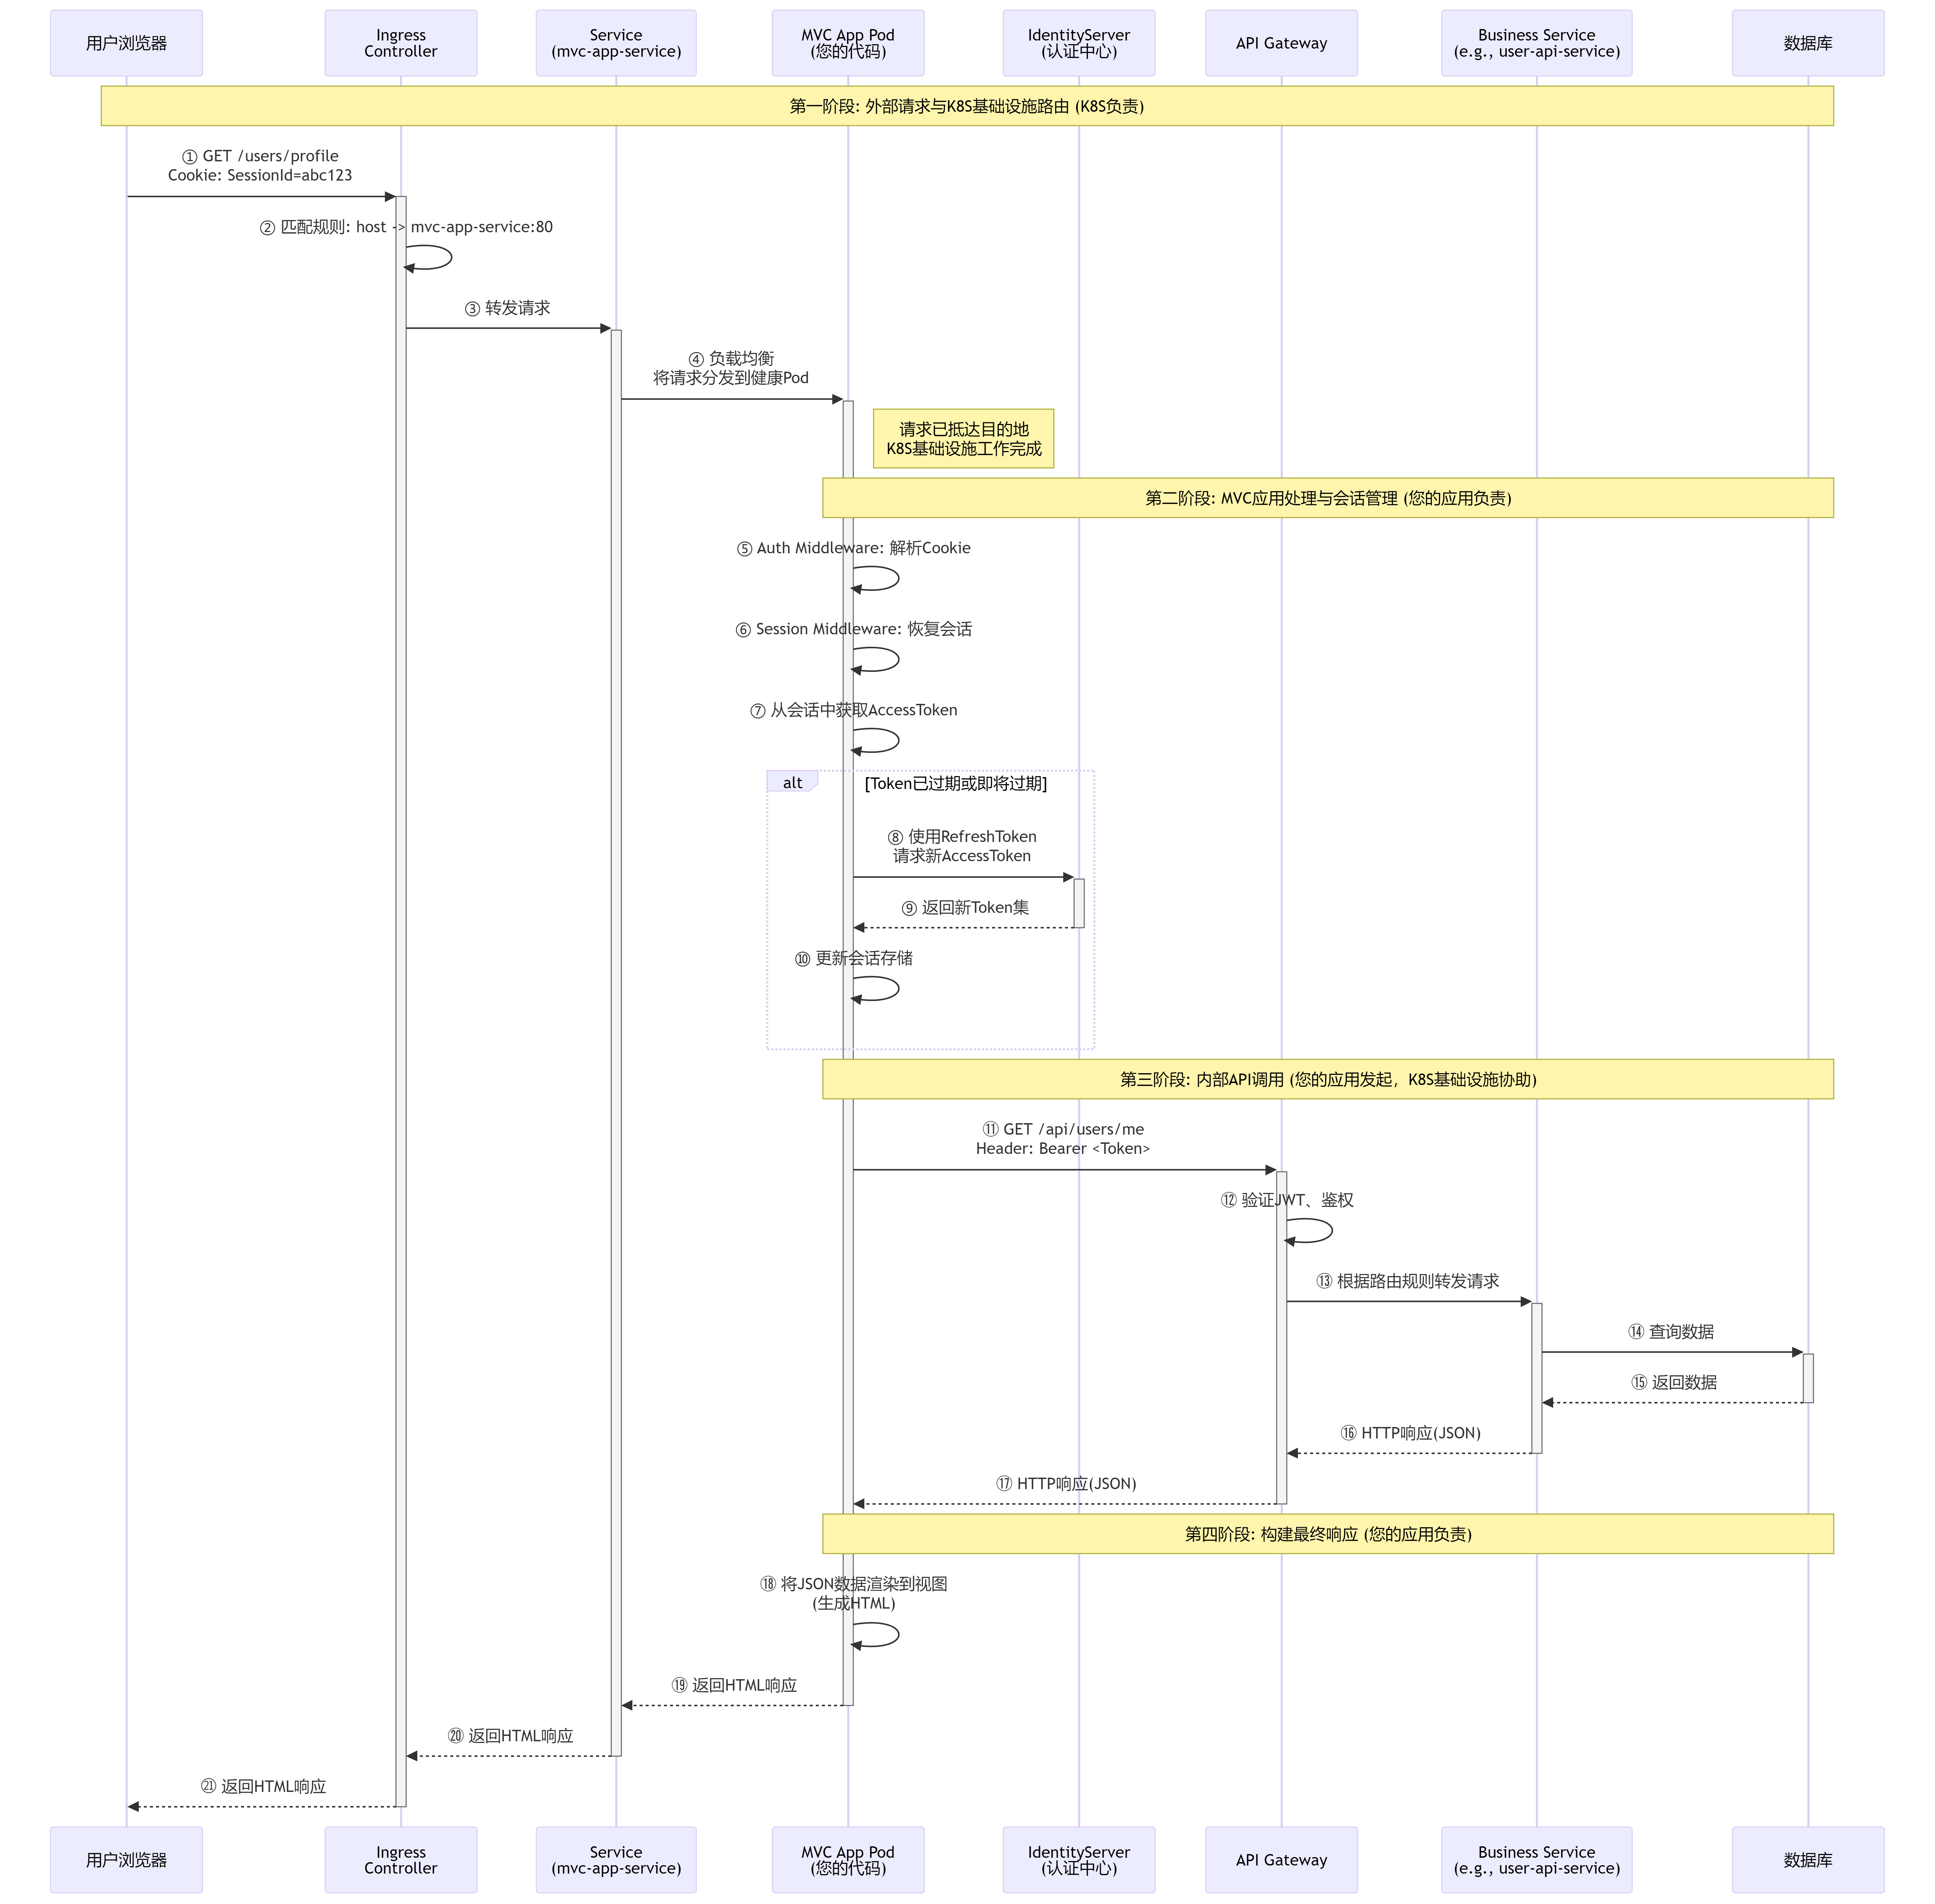 用户浏览器
Ingress
Controller
Service
(mvc-app-service)
MVC App Pod
(您的代码)
IdentityServer
(认证中心)
API Gateway
Business Service
(e.g., user-api-service)
数据库
第一阶段: 外部请求与K8S基础设施路由 (K8S负责)
① GET /users/profile
Cookie: SessionId=abc123
② 匹配规则: host -> mvc-app-service:80
③ 转发请求
④ 负载均衡
将请求分发到健康Pod
请求已抵达目的地
K8S基础设施工作完成
第二阶段: MVC应用处理与会话管理 (您的应用负责)
⑤ Auth Middleware: 解析Cookie
⑥ Session Middleware: 恢复会话
⑦ 从会话中获取AccessToken
alt
[Token已过期或即将过期]
⑧ 使用RefreshToken
请求新AccessToken
⑨ 返回新Token集
⑩ 更新会话存储
第三阶段: 内部API调用 (您的应用发起，K8S基础设施协助)
⑪ GET /api/users/me
Header: Bearer <Token>
⑫ 验证JWT、鉴权
⑬ 根据路由规则转发请求
⑭ 查询数据
⑮ 返回数据
⑯ HTTP响应(JSON)
⑰ HTTP响应(JSON)
第四阶段: 构建最终响应 (您的应用负责)
⑱ 将JSON数据渲染到视图
(生成HTML)
⑲ 返回HTML响应
⑳ 返回HTML响应
㉑ 返回HTML响应
用户浏览器
Ingress
Controller
Service
(mvc-app-service)
MVC App Pod
(您的代码)
IdentityServer
(认证中心)
API Gateway
Business Service
(e.g., user-api-service)
数据库